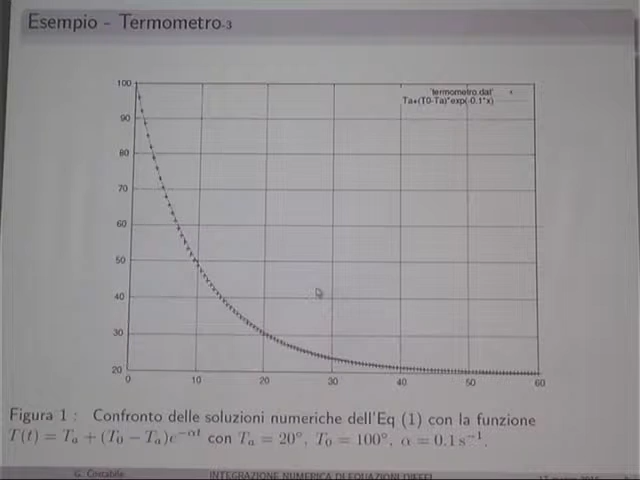 Esempio - Termometro-3
100
90
80
70
60
50
40
30
20
0
10
20
30
40
50
60
'termometro.dat'
Ta+(T0-Ta)*exp(-0.1*x)
Figura 1 : Confronto delle soluzioni numeriche dell'Eq (1) con la funzione
T(t) = Tₐ + (T₀ − Tₐ)e^{−αt} con Tₐ = 20°, T₀ = 100°, α = 0.1 s⁻¹.
G. Costabile
INTEGRAZIONE NUMERICA DI EQUAZIONI